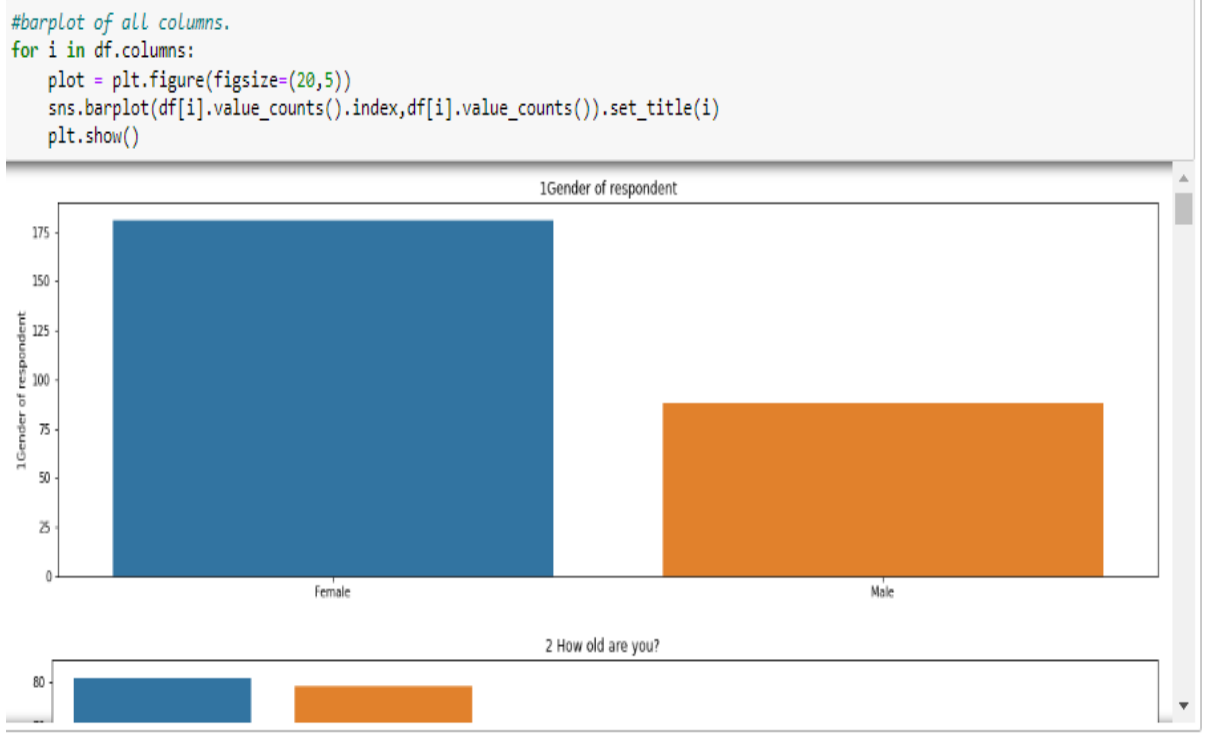 #barplot of all columns.
for i in df.columns:
    plot = plt.figure(figsize=(20,5))
    sns.barplot(df[i].value_counts().index,df[i].value_counts()).set_title(i)
    plt.show()
1Gender of respondent
175
150
125
100
75
50
25
0
1Gender of respondent
Female Male
2 How old are you?
80